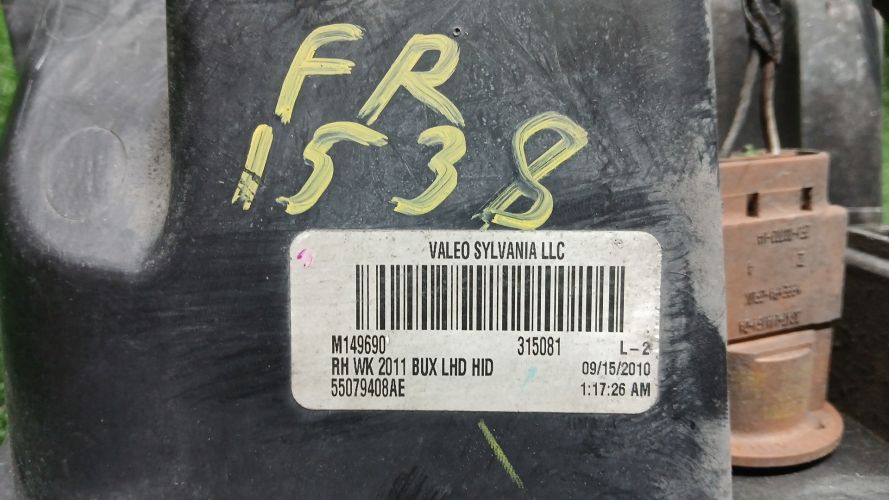 FR
1538
VALEO SYLVANIA LLC
M149690 315081 L-2
RH WK 2011 BUX LHD HID 09/15/2010
55079408AE 1:17:26 AM